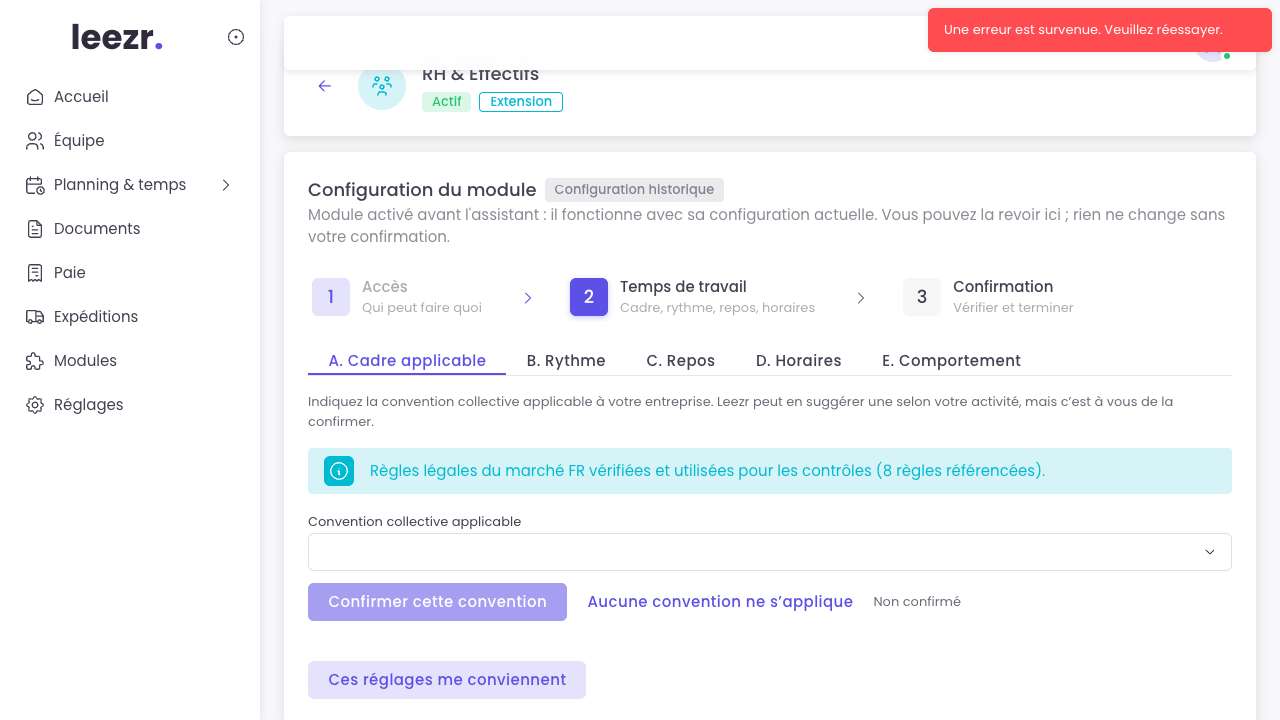 leezr.
Une erreur est survenue. Veuillez réessayer.
Accueil
Équipe
Planning & temps
Documents
Paie
Expéditions
Modules
Réglages
RH & Effectifs
Actif
Extension
Configuration du module
Configuration historique
Module activé avant l'assistant : il fonctionne avec sa configuration actuelle. Vous pouvez la revoir ici ; rien ne change sans
votre confirmation.
1
Accès
Qui peut faire quoi
2
Temps de travail
Cadre, rythme, repos, horaires
3
Confirmation
Vérifier et terminer
A. Cadre applicable
B. Rythme
C. Repos
D. Horaires
E. Comportement
Indiquez la convention collective applicable à votre entreprise. Leezr peut en suggérer une selon votre activité, mais c’est à vous de la
confirmer.
Règles légales du marché FR vérifiées et utilisées pour les contrôles (8 règles référencées).
Convention collective applicable
Confirmer cette convention
Aucune convention ne s’applique
Non confirmé
Ces réglages me conviennent